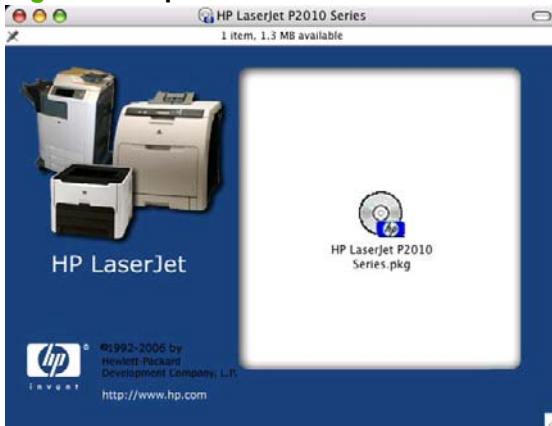 HP LaserJet P2010 Series
1 item, 1.3 MB available
HP LaserJet P2010
Series.pkg
HP LaserJet
hp
invent
©1992-2006 by
Hewlett-Packard
Development Company, L.P.
http://www.hp.com